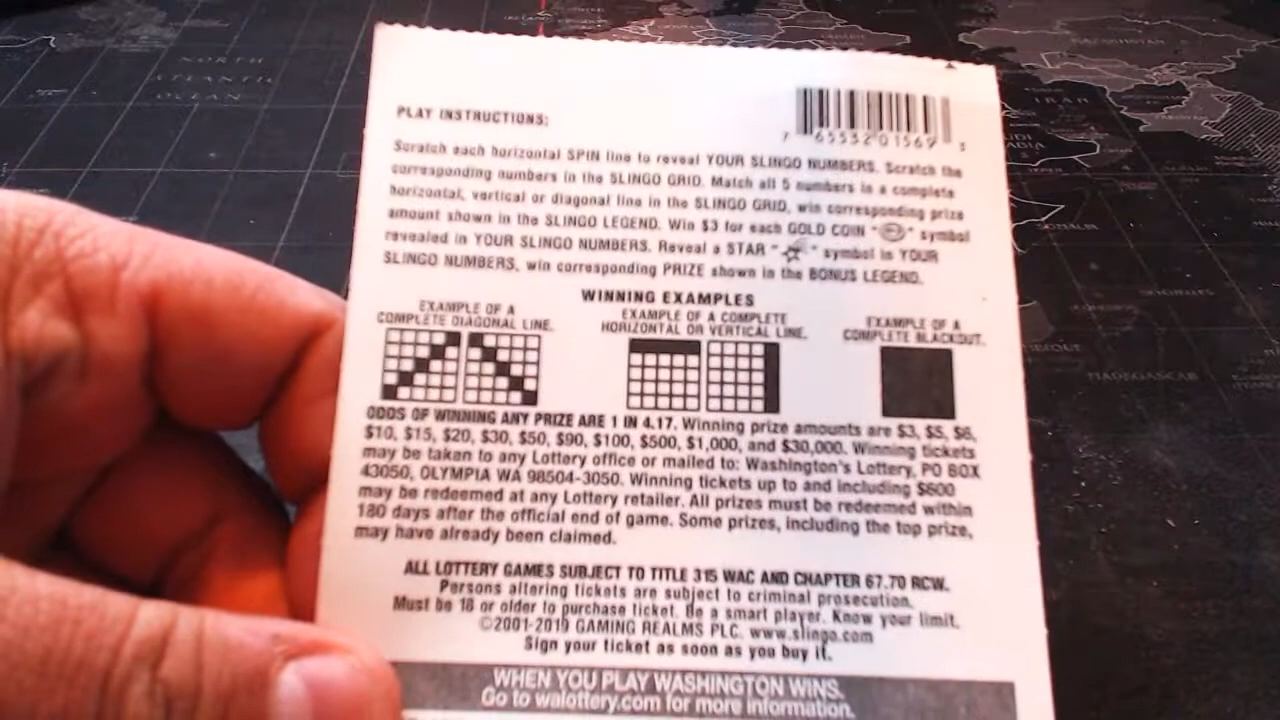 NORTH
ATLANTIC
OCEAN
KAZAKHSTAN
IRAN
SOMALIA
SEYCHELLES
MADAGASCAR
7 65532 01569 3
PLAY INSTRUCTIONS:
Scratch each horizontal SPIN line to reveal YOUR SLINGO NUMBERS. Scratch the
corresponding numbers in the SLINGO GRID. Match all 5 numbers in a complete
horizontal, vertical or diagonal line in the SLINGO GRID, win corresponding prize
amount shown in the SLINGO LEGEND. Win $3 for each GOLD COIN " " symbol
revealed in YOUR SLINGO NUMBERS. Reveal a STAR " " symbol in YOUR
SLINGO NUMBERS, win corresponding PRIZE shown in the BONUS LEGEND.
WINNING EXAMPLES
EXAMPLE OF A
COMPLETE DIAGONAL LINE.
EXAMPLE OF A COMPLETE
HORIZONTAL OR VERTICAL LINE.
EXAMPLE OF A
COMPLETE BLACKOUT.
ODDS OF WINNING ANY PRIZE ARE 1 IN 4.17. Winning prize amounts are $3, $5, $6,
$10, $15, $20, $30, $50, $90, $100, $500, $1,000, and $30,000. Winning tickets
may be taken to any Lottery office or mailed to: Washington's Lottery, PO BOX
43050, OLYMPIA WA 98504-3050. Winning tickets up to and including $600
may be redeemed at any Lottery retailer. All prizes must be redeemed within
180 days after the official end of game. Some prizes, including the top prize,
may have already been claimed.
ALL LOTTERY GAMES SUBJECT TO TITLE 315 WAC AND CHAPTER 67.70 RCW.
Persons altering tickets are subject to criminal prosecution.
Must be 18 or older to purchase ticket. Be a smart player. Know your limit.
©2001-2019 GAMING REALMS PLC. www.slingo.com
Sign your ticket as soon as you buy it.
WHEN YOU PLAY WASHINGTON WINS.
Go to walottery.com for more information.